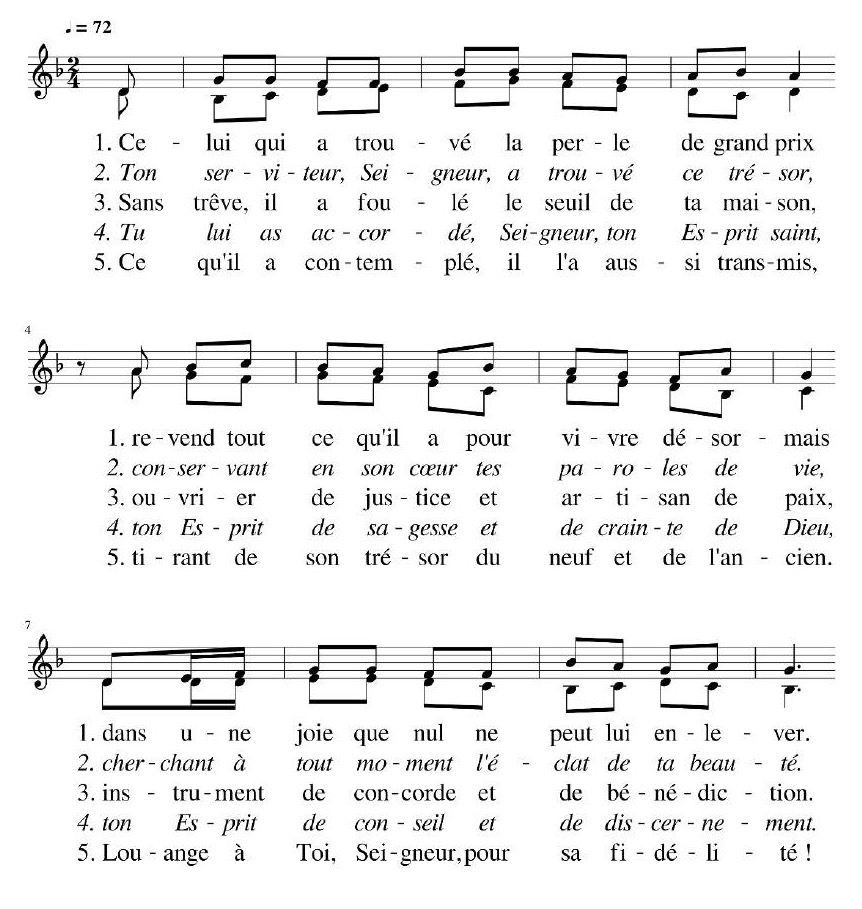 ♩ = 72
2
4
1. Ce - lui qui a trou - vé la per - le de grand prix
2. Ton ser - vi - teur, Sei - gneur, a trou - vé ce tré - sor,
3. Sans trêve, il a fou - lé le seuil de ta mai - son,
4. Tu lui as ac - cor - dé, Sei - gneur, ton Es - prit saint,
5. Ce qu'il a con - tem - plé, il l'a aus - si trans - mis,
4
1. re - vend tout ce qu'il a pour vi - vre dé - sor - mais
2. con - ser - vant en son cœur tes pa - ro - les de vie,
3. ou - vri - er de jus - tice et ar - ti - san de paix,
4. ton Es - prit de sa - gesse et de crain - te de Dieu,
5. ti - rant de son tré - sor du neuf et de l'an - cien.
7
1. dans u - ne joie que nul ne peut lui en - le - ver.
2. cher - chant à tout mo - ment l'é - clat de ta beau - té.
3. ins - tru - ment de con - corde et de bé - né - dic - tion.
4. ton Es - prit de con - seil et de dis - cer - ne - ment.
5. Lou - ange à Toi, Sei - gneur, pour sa fi - dé - li - té !